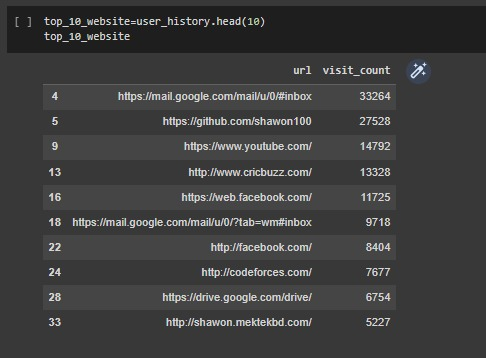 [ ] top_10_website=user_history.head(10)
top_10_website
url visit_count
4 https://mail.google.com/mail/u/0/#inbox 33264
5 https://github.com/shawon100 27528
9 https://www.youtube.com/ 14792
13 http://www.cricbuzz.com/ 13328
16 https://web.facebook.com/ 11725
18 https://mail.google.com/mail/u/0/?tab=wm#inbox 9718
22 http://facebook.com/ 8404
24 http://codeforces.com/ 7677
28 https://drive.google.com/drive/ 6754
33 http://shawon.mektekbd.com/ 5227